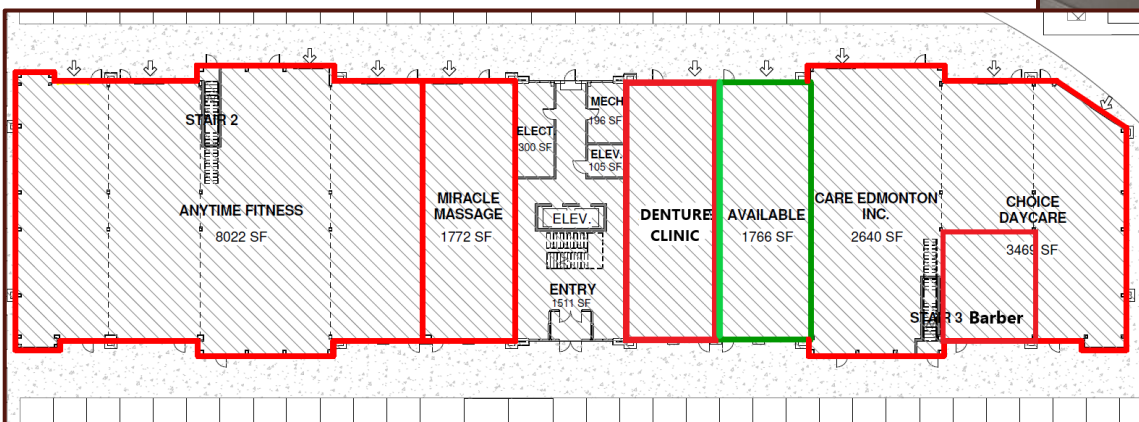 STAIR 2
ANYTIME FITNESS
8022 SF
MIRACLE
MASSAGE
1772 SF
ELECT.
300 SF
MECH
196 SF
ELEV.
105 SF
ELEV.
ENTRY
1511 SF
DENTURE
CLINIC
AVAILABLE
1766 SF
CARE EDMONTON
INC.
2640 SF
CHOICE
DAYCARE
3469 SF
STAIR 3
Barber